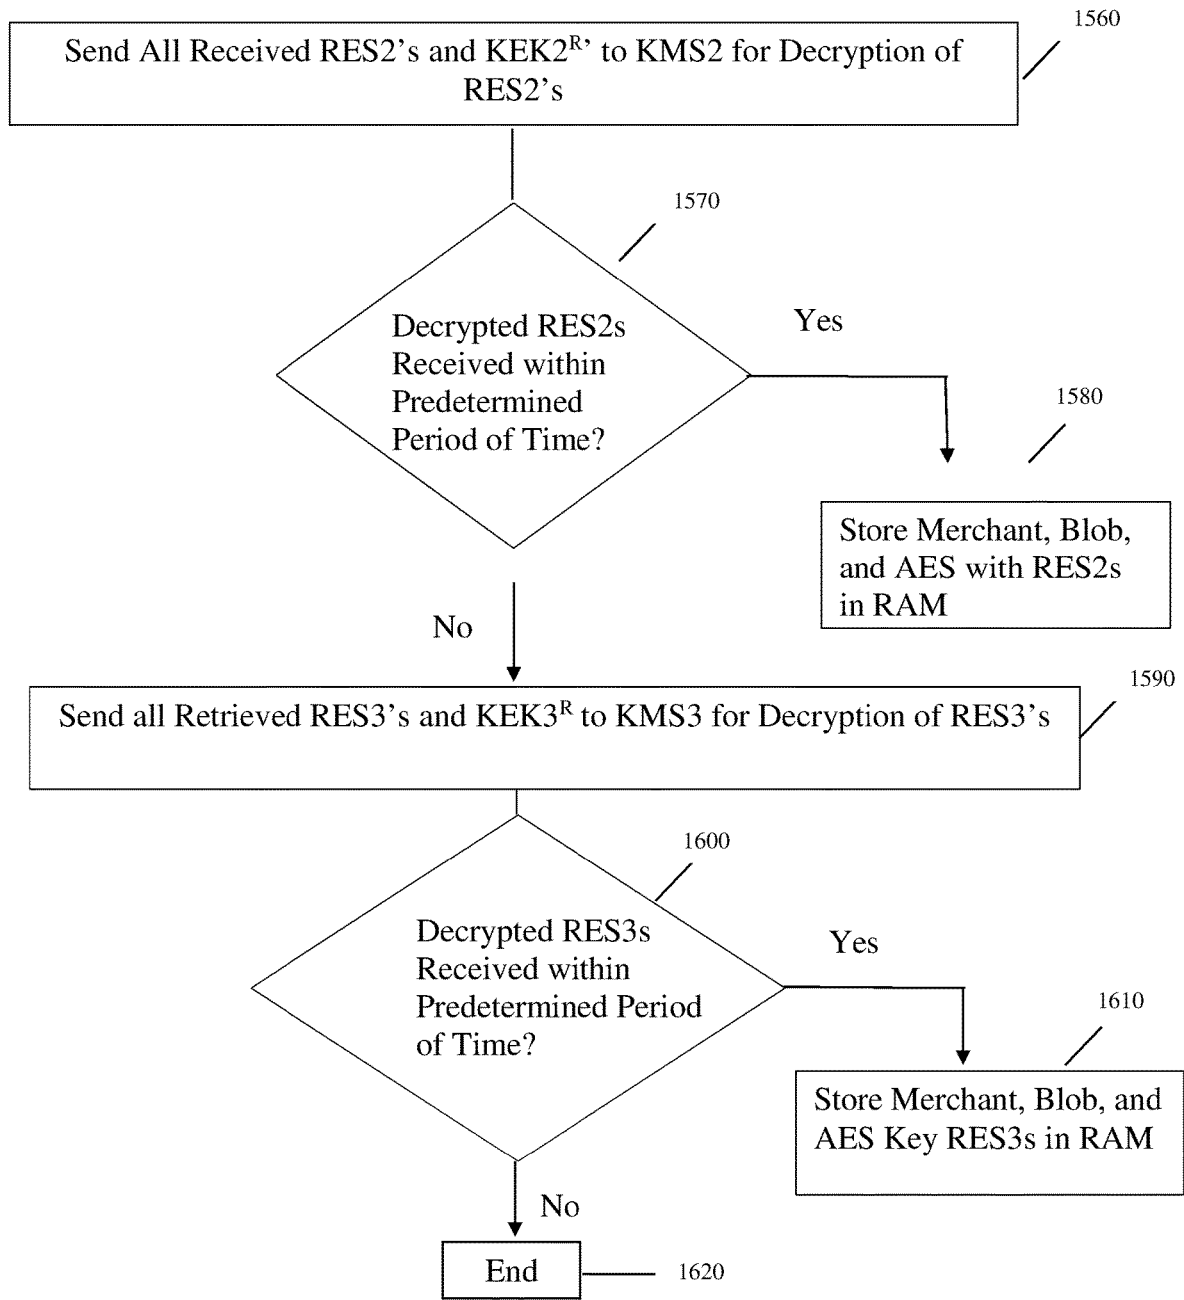 1560
Send All Received RES2's and KEK2ᴿ’ to KMS2 for Decryption of
RES2's
1570
Decrypted RES2s
Received within
Predetermined
Period of Time?
Yes
1580
Store Merchant, Blob,
and AES with RES2s
in RAM
No
1590
Send all Retrieved RES3's and KEK3ᴿ to KMS3 for Decryption of RES3's
1600
Decrypted RES3s
Received within
Predetermined Period
of Time?
Yes
1610
Store Merchant, Blob, and
AES Key RES3s in RAM
No
End
1620